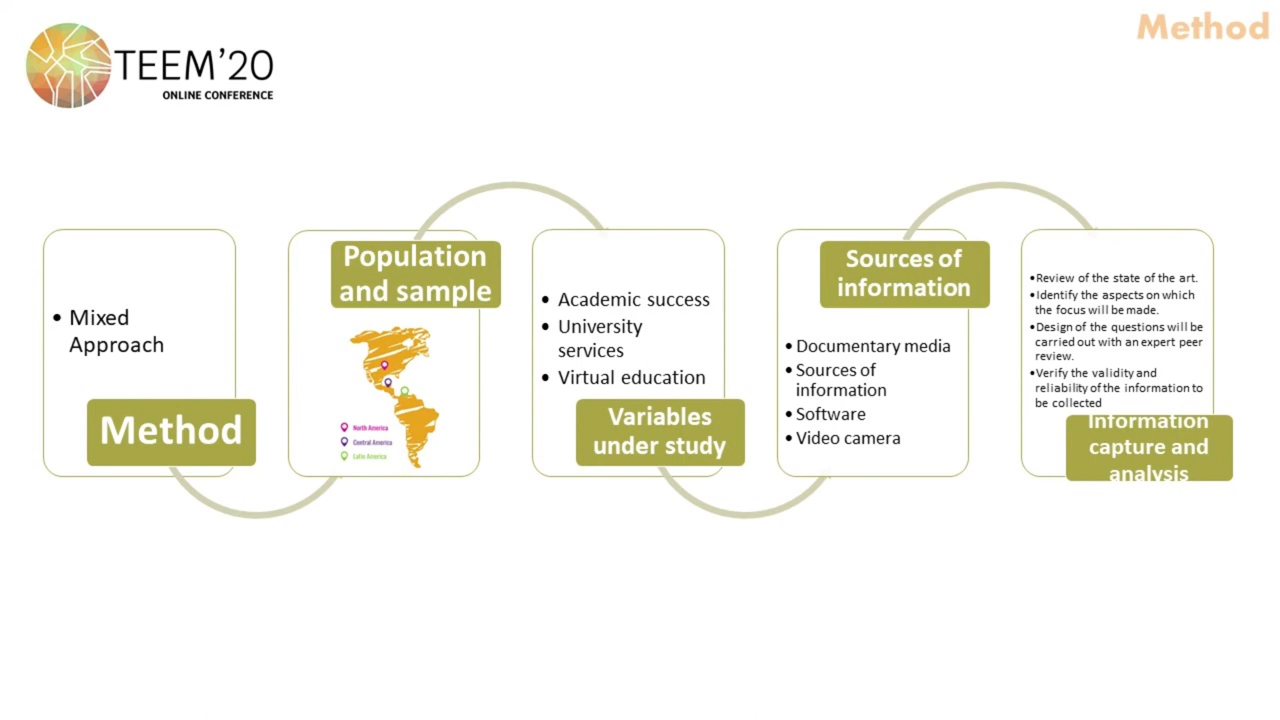 Method
TEEM’20
ONLINE CONFERENCE
• Mixed
Approach
Method
Population
and sample
North America
Central America
Latin America
• Academic success
• University
services
• Virtual education
Variables
under study
Sources of
information
• Documentary media
• Sources of
information
• Software
• Video camera
• Review of the state of the art.
• Identify the aspects on which
the focus will be made.
• Design of the questions will be
carried out with an expert peer
review.
• Verify the validity and
reliability of the information to
be collected
Information
capture and
analysis